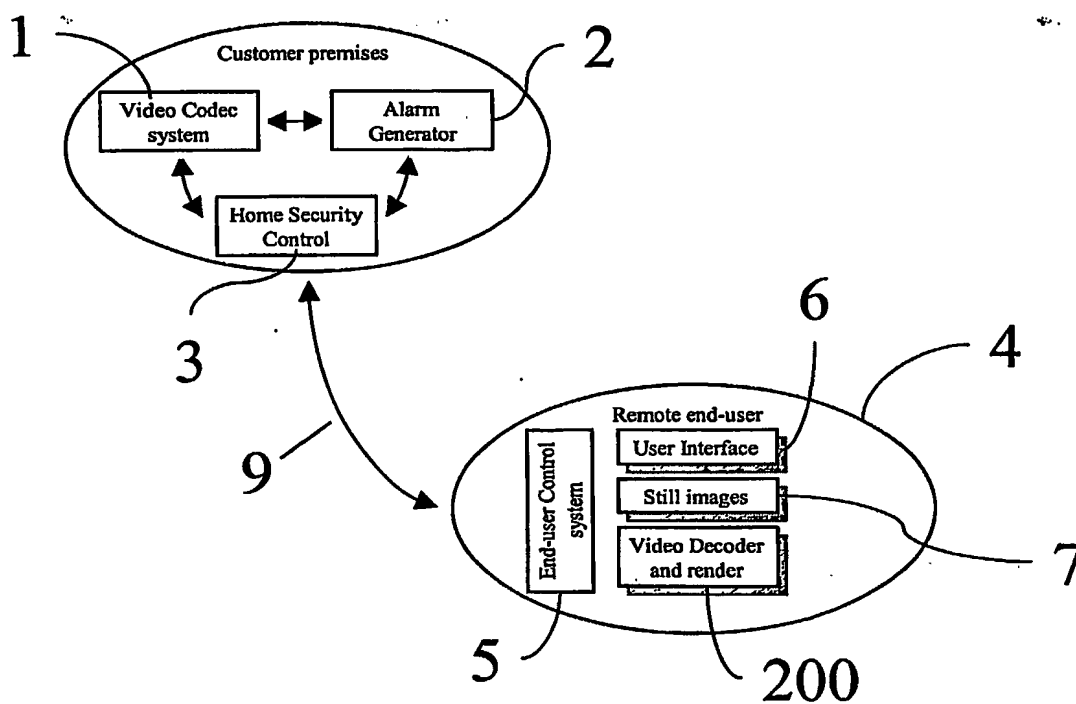 1
Customer premises
2
Video Codec
system
Alarm
Generator
Home Security
Control
3
9
6
4
Remote end-user
User Interface
End-user Control
system
Still images
Video Decoder
and render
7
5
200